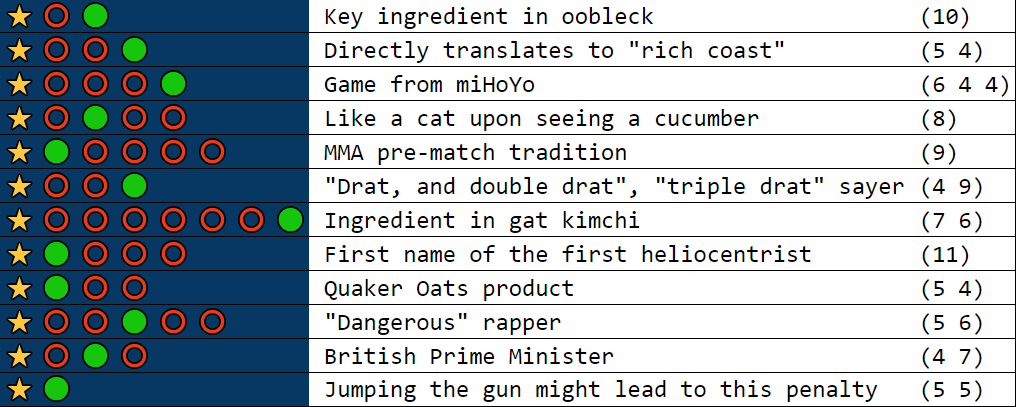 Key ingredient in oobleck (10)
Directly translates to "rich coast" (5 4)
Game from miHoYo (6 4 4)
Like a cat upon seeing a cucumber (8)
MMA pre-match tradition (9)
"Drat, and double drat", "triple drat" sayer (4 9)
Ingredient in gat kimchi (7 6)
First name of the first heliocentrist (11)
Quaker Oats product (5 4)
"Dangerous" rapper (5 6)
British Prime Minister (4 7)
Jumping the gun might lead to this penalty (5 5)